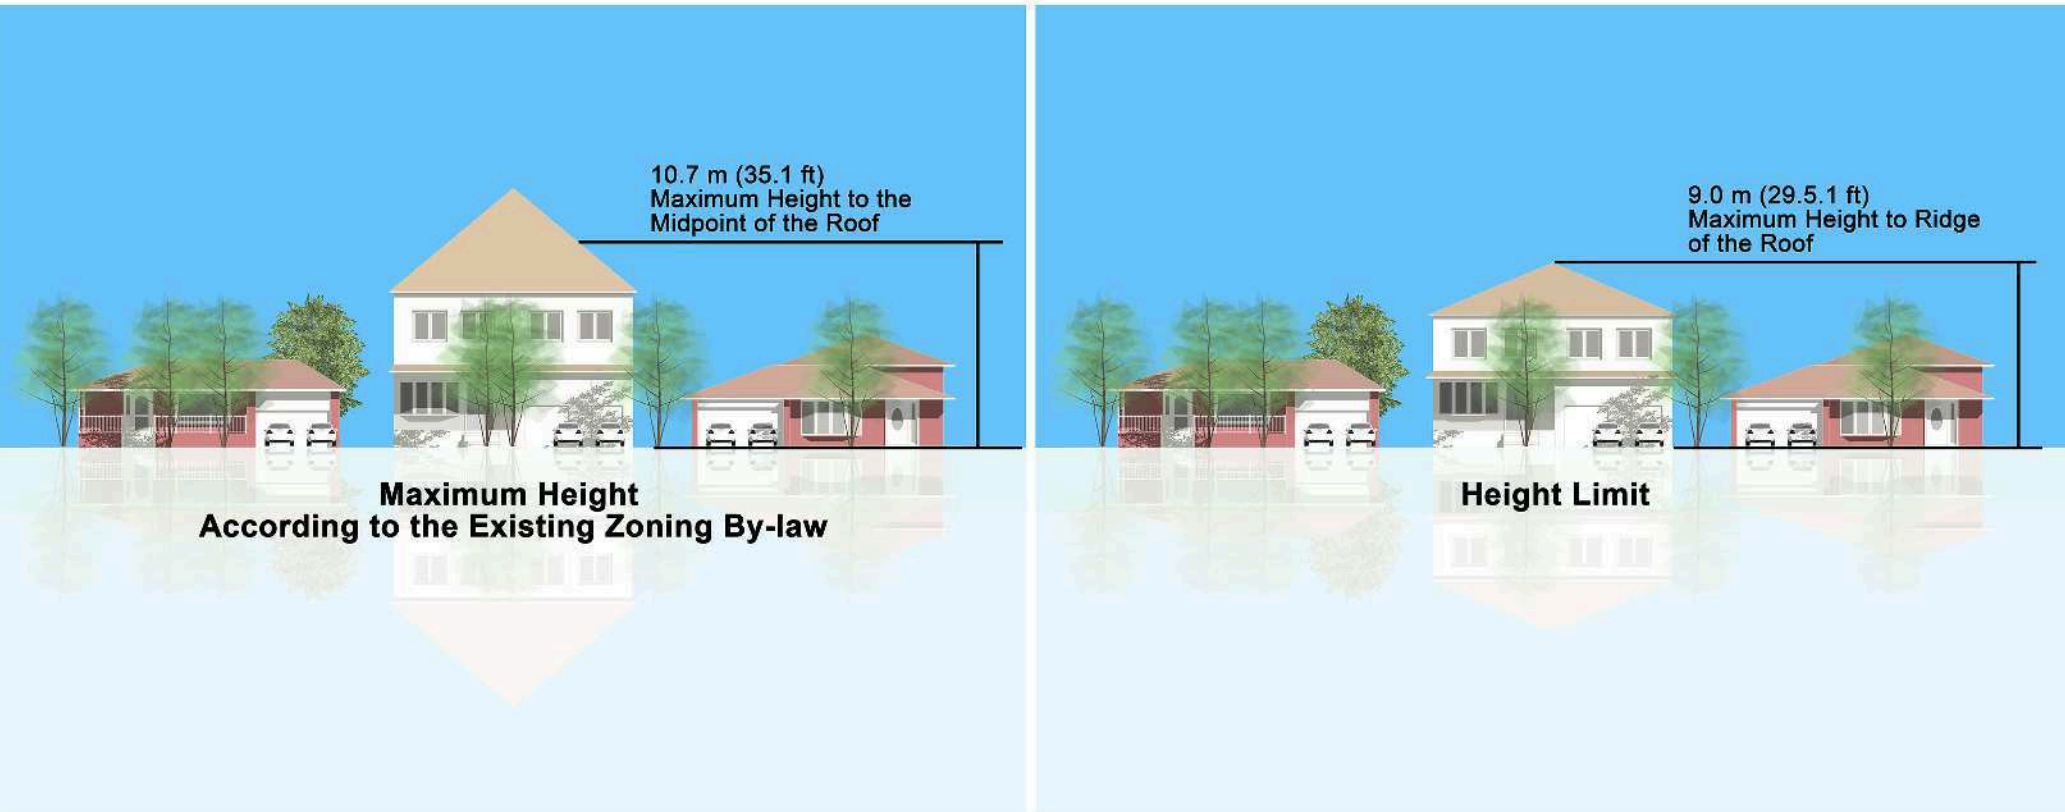 10.7 m (35.1 ft)
Maximum Height to the
Midpoint of the Roof
Maximum Height
According to the Existing Zoning By-law
9.0 m (29.5.1 ft)
Maximum Height to Ridge
of the Roof
Height Limit